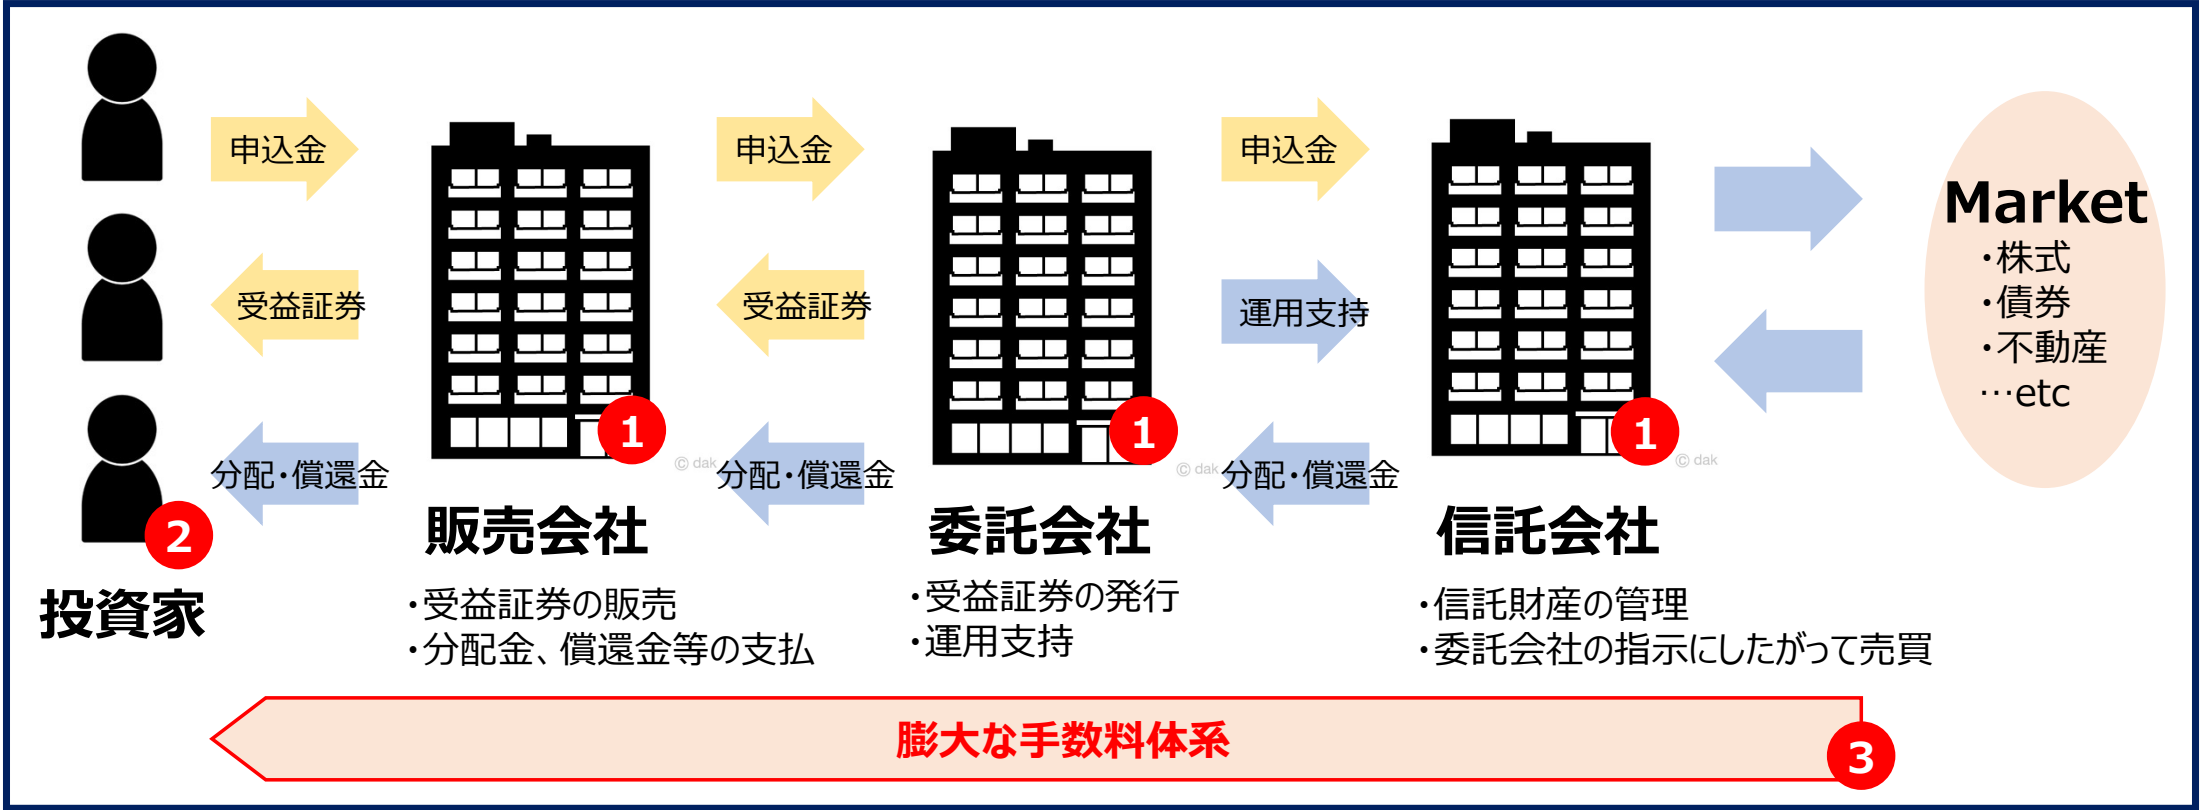 申込金
申込金
申込金
Market
・株式
・債券
・不動産
…etc
受益証券
受益証券
運用支持
分配・償還金
分配・償還金
分配・償還金
1
1
1
© dak
© dak
© dak
2
投資家
販売会社
・受益証券の販売
・分配金、償還金等の支払
委託会社
・受益証券の発行
・運用支持
信託会社
・信託財産の管理
・委託会社の指示にしたがって売買
膨大な手数料体系
3